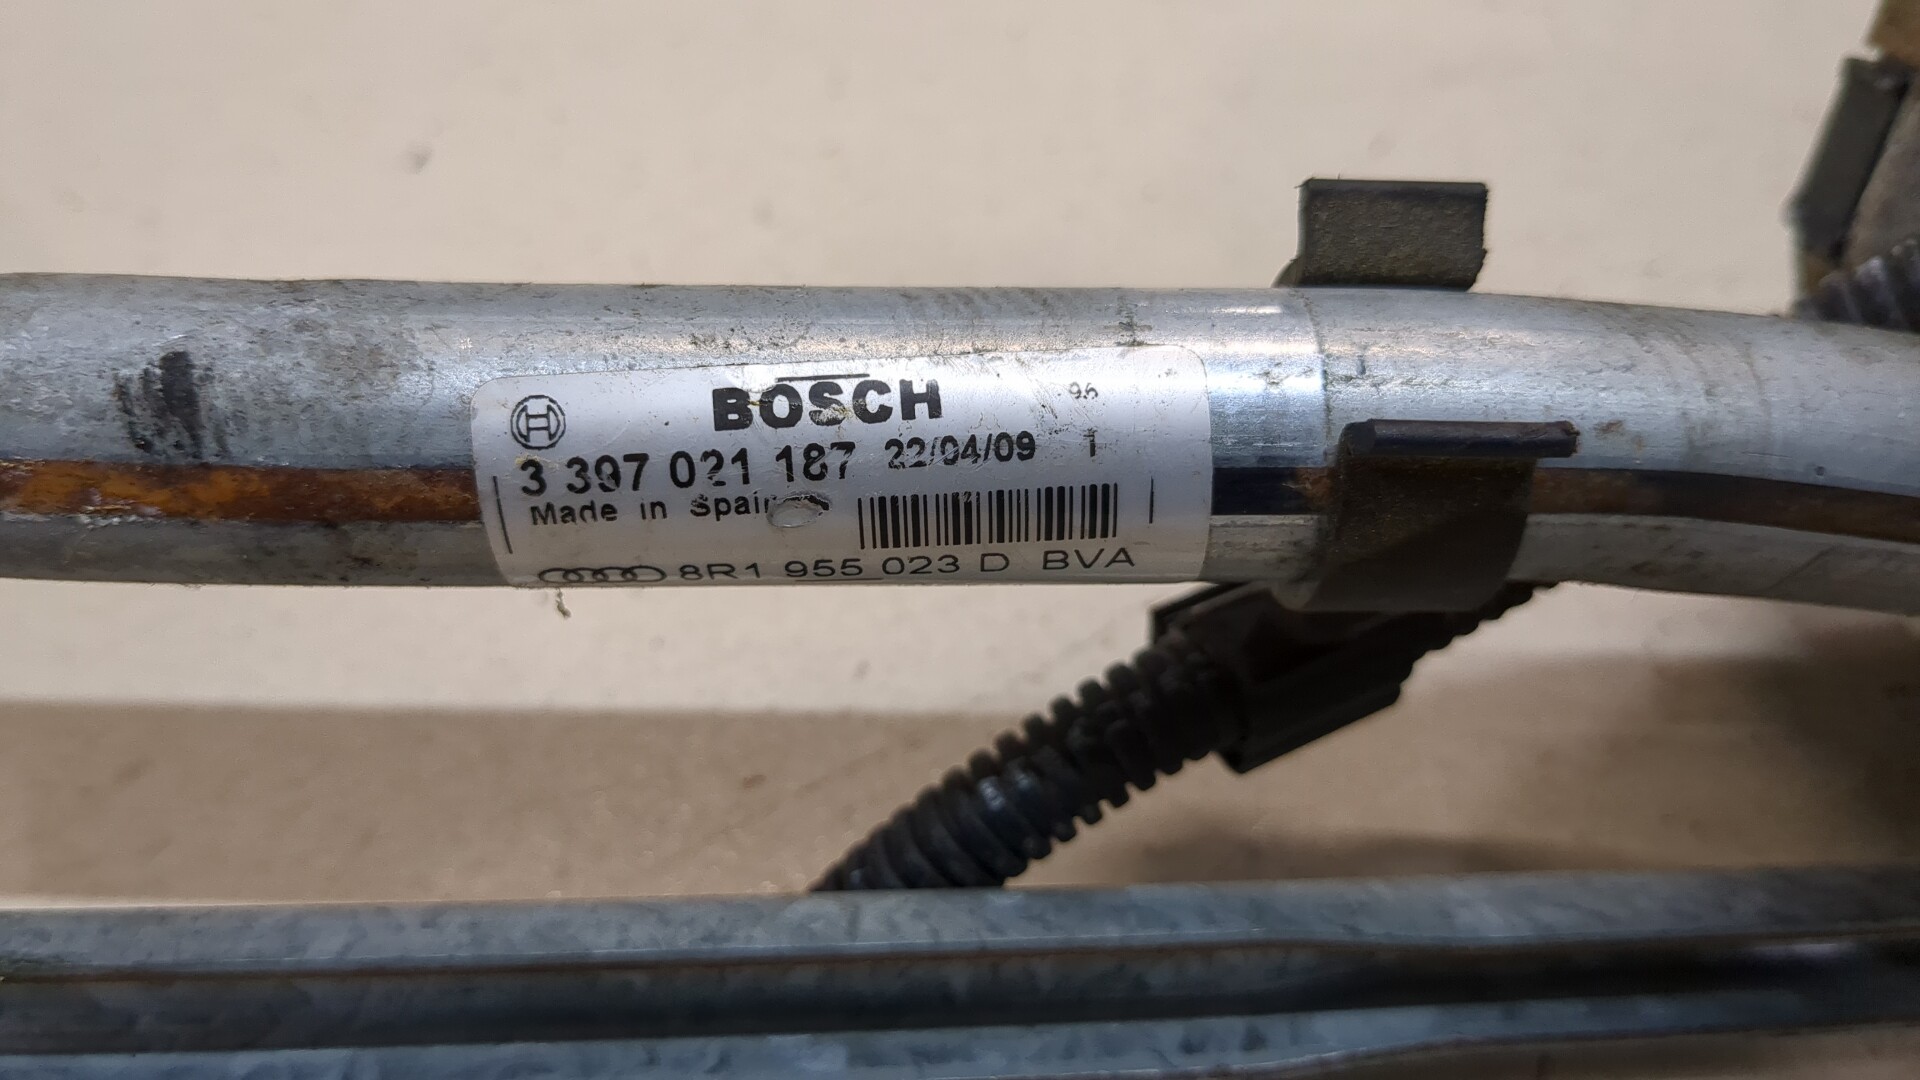 BOSCH 96
3 397 021 187 22/04/09 1
Made in Spain
8R1 955 023 D BVA